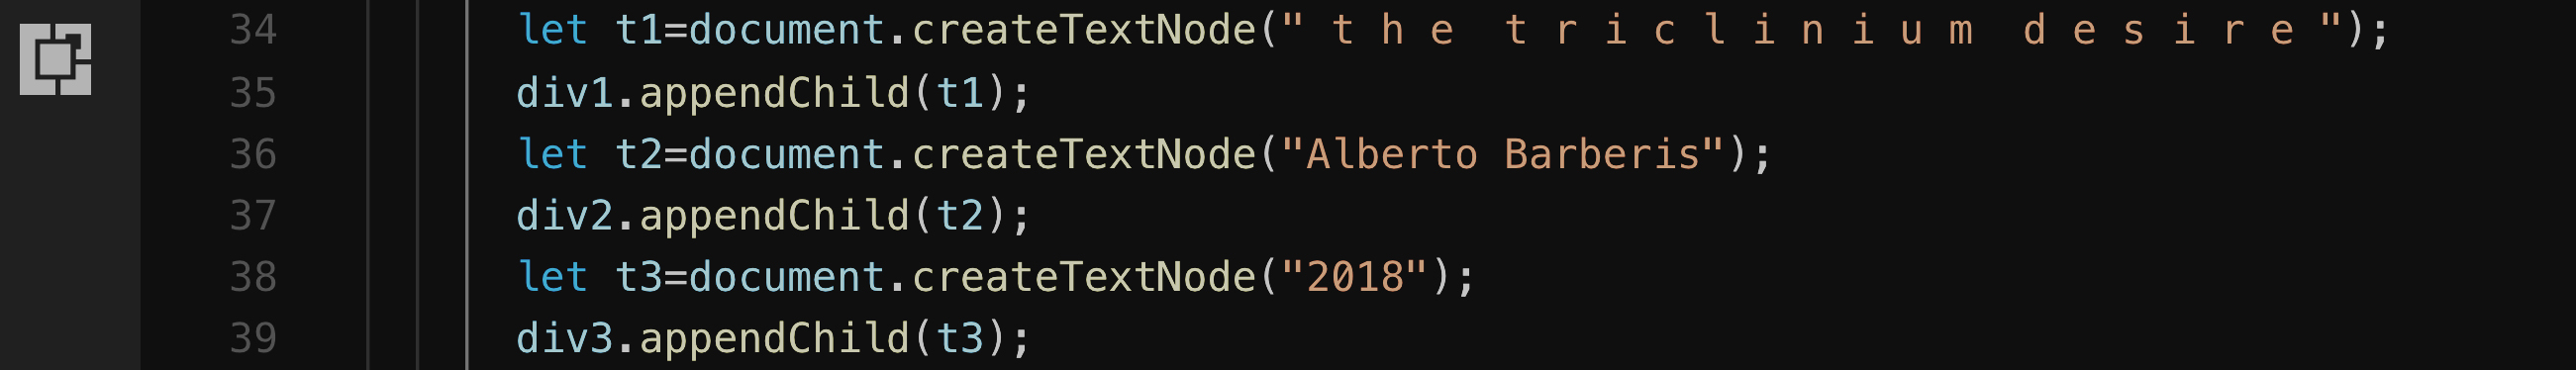 34 let t1=document.createTextNode(" t h e  t r i c l i n i u m  d e s i r e ");
35 div1.appendChild(t1);
36 let t2=document.createTextNode("Alberto Barberis");
37 div2.appendChild(t2);
38 let t3=document.createTextNode("2018");
39 div3.appendChild(t3);